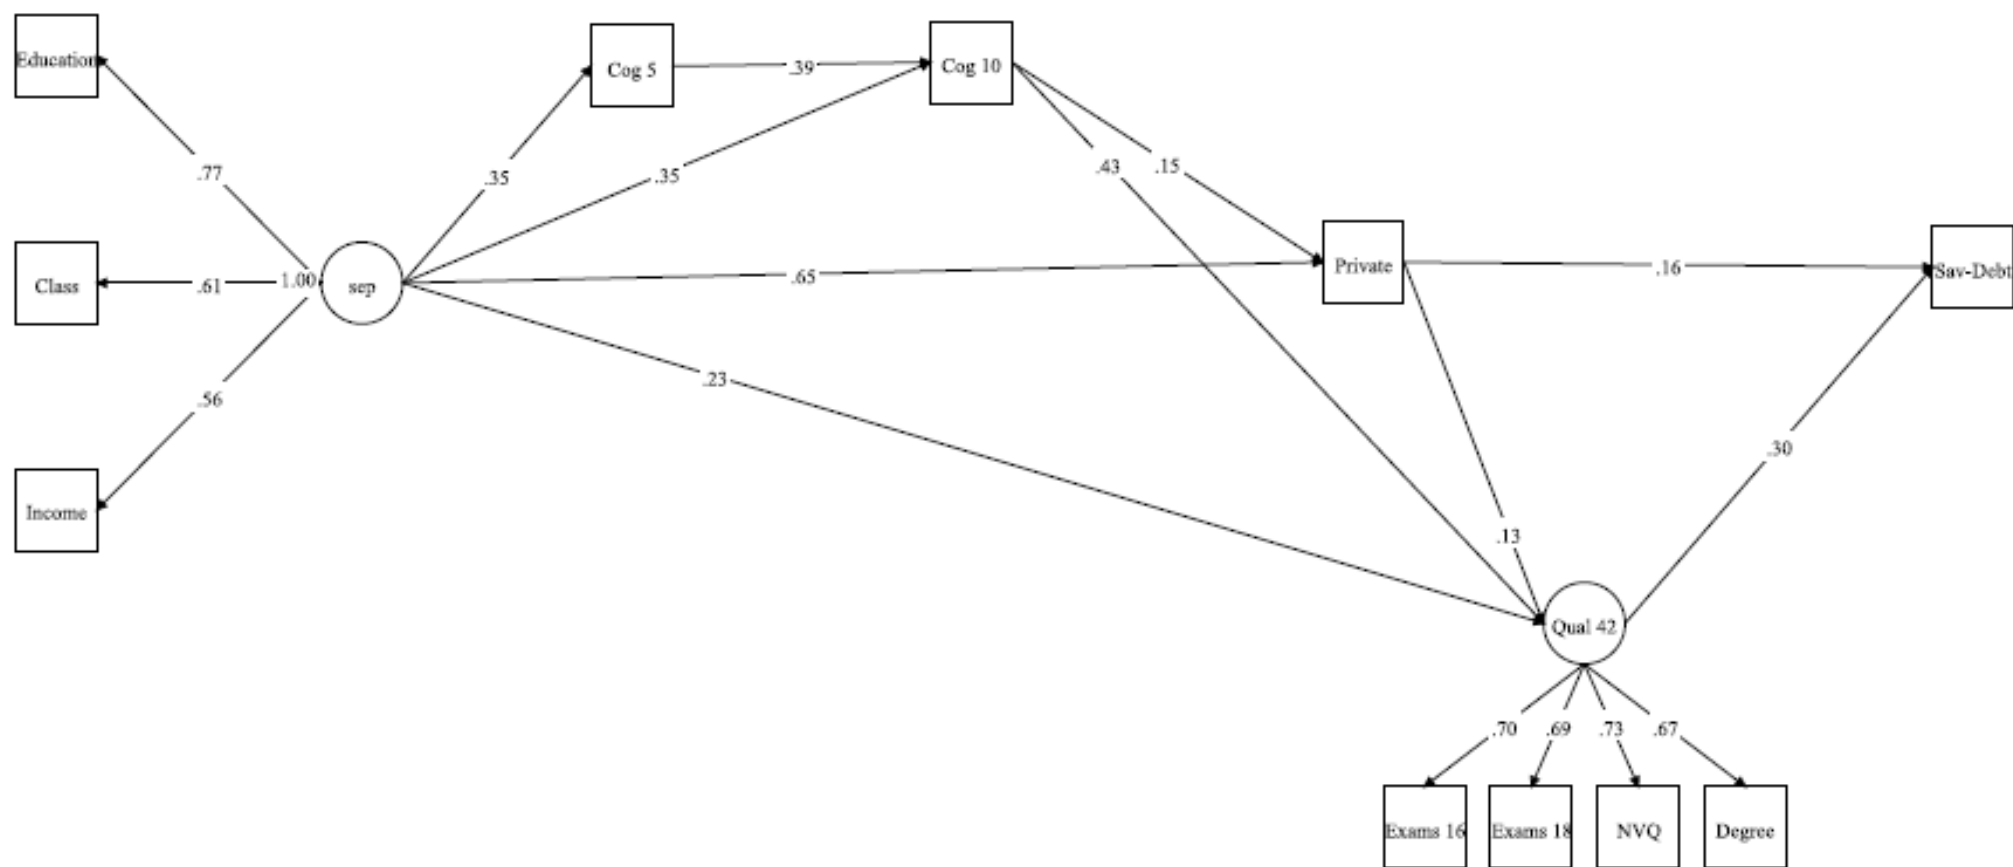 Education
Cog 5
.39
Cog 10
.77
.35
.35
.43
.15
Class
.61
1.00
sep
.65
Private
.16
Sav-Debt
.23
.56
.30
Income
.13
Qual 42
.70
.69
.73
.67
Exams 16
Exams 18
NVQ
Degree